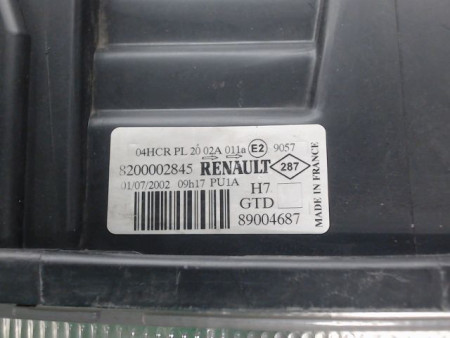 04HCR PL 20 02A 011a E2 9057
8200002845 RENAULT 287
01/07/2002 09h17 PU1A H7
GTD
89004687
MADE IN FRANCE